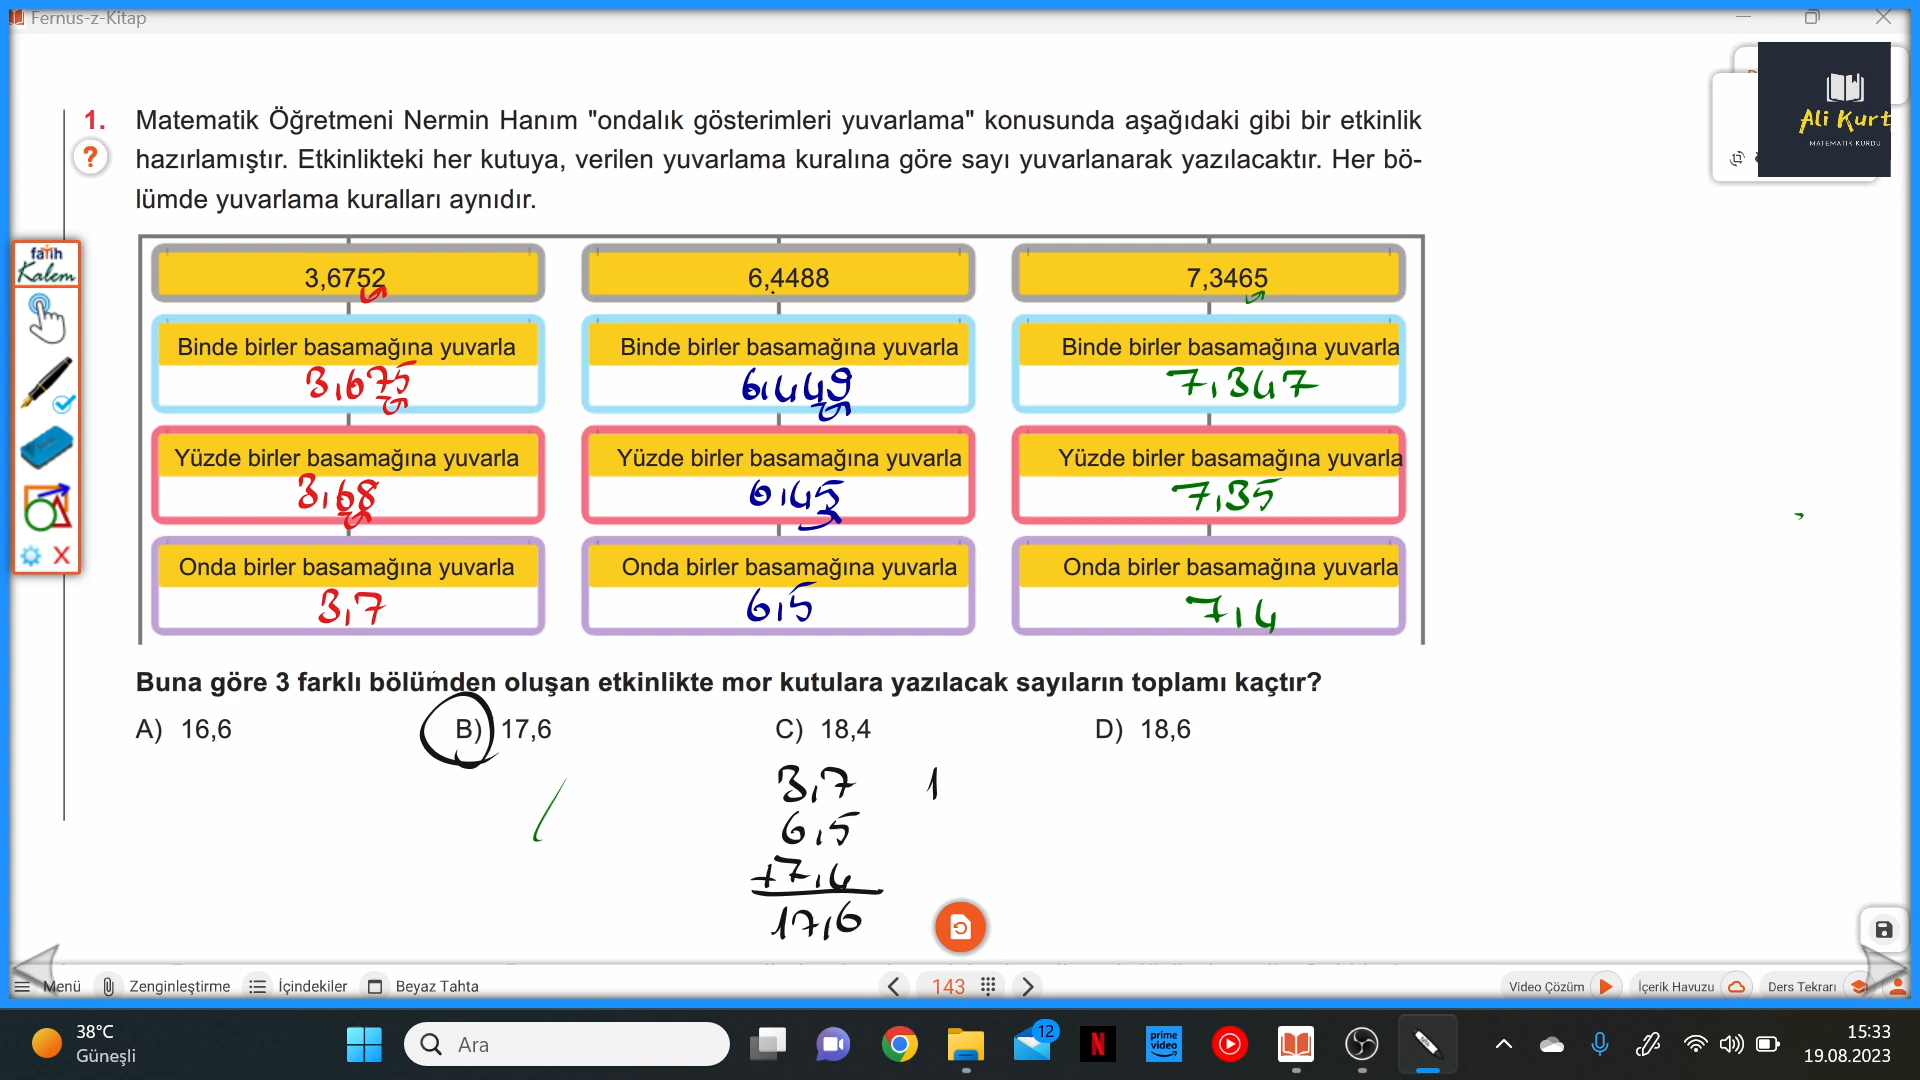 Fernus-z-Kitap
Ali Kurt
MATEMATİK KURDU
1. Matematik Öğretmeni Nermin Hanım "ondalık gösterimleri yuvarlama" konusunda aşağıdaki gibi bir etkinlik
? hazırlamıştır. Etkinlikteki her kutuya, verilen yuvarlama kuralına göre sayı yuvarlanarak yazılacaktır. Her bö-
lümde yuvarlama kuralları aynıdır.
fatih
Kalem
3,6752 6,4488 7,3465
Binde birler basamağına yuvarla Binde birler basamağına yuvarla Binde birler basamağına yuvarla
3,675 6,449 7,347
Yüzde birler basamağına yuvarla Yüzde birler basamağına yuvarla Yüzde birler basamağına yuvarla
3,68 6,45 7,35
Onda birler basamağına yuvarla Onda birler basamağına yuvarla Onda birler basamağına yuvarla
3,7 6,5 7,4
Buna göre 3 farklı bölümden oluşan etkinlikte mor kutulara yazılacak sayıların toplamı kaçtır?
A) 16,6 B) 17,6 C) 18,4 D) 18,6
3,7 1
6,5
+7,4
17,6
Menü Zenginleştirme İçindekiler Beyaz Tahta 143 Video Çözüm İçerik Havuzu Ders Tekrarı
38°C
Güneşli
Ara
12
N
prime
video
15:33
19.08.2023